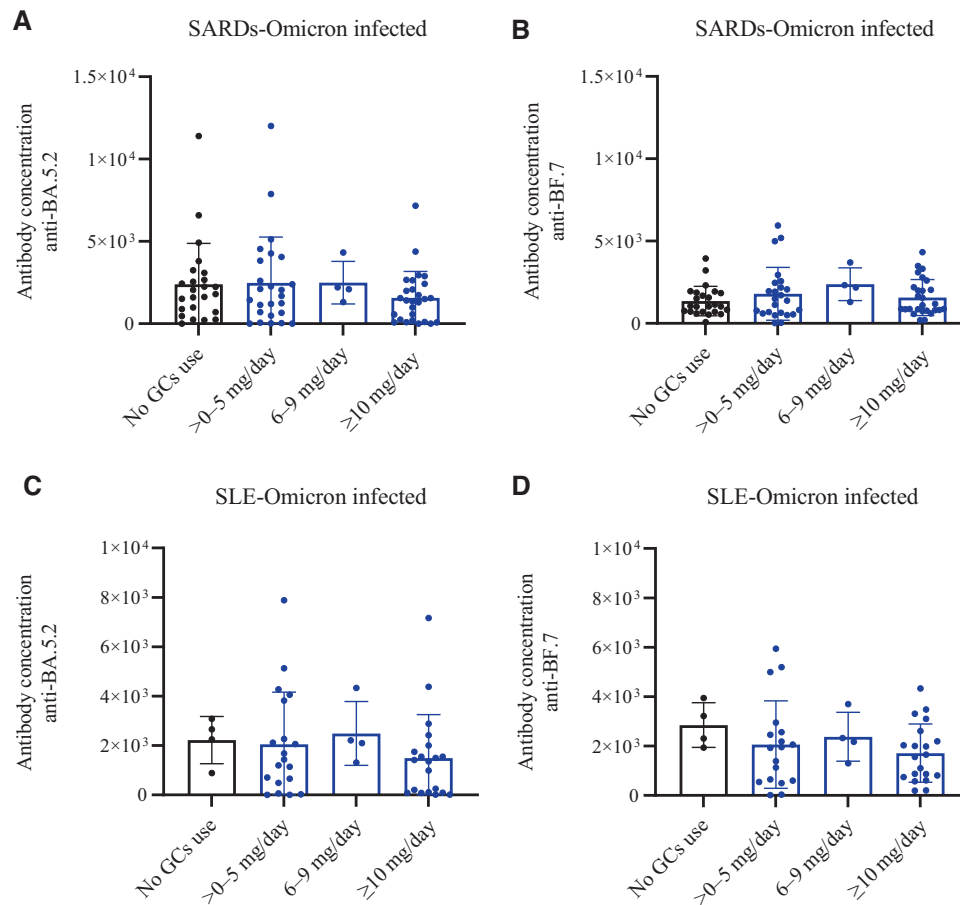 A
SARDs-Omicron infected
Antibody concentration
anti-BA.5.2
1.5×10⁴
1×10⁴
5×10³
0
No GCs use
>0–5 mg/day
6–9 mg/day
≥10 mg/day
B
SARDs-Omicron infected
Antibody concentration
anti-BF.7
1.5×10⁴
1×10⁴
5×10³
0
No GCs use
>0–5 mg/day
6–9 mg/day
≥10 mg/day
C
SLE-Omicron infected
Antibody concentration
anti-BA.5.2
1×10⁴
8×10³
6×10³
4×10³
2×10³
0
No GCs use
>0–5 mg/day
6–9 mg/day
≥10 mg/day
D
SLE-Omicron infected
Antibody concentration
anti-BF.7
1×10⁴
8×10³
6×10³
4×10³
2×10³
0
No GCs use
>0–5 mg/day
6–9 mg/day
≥10 mg/day